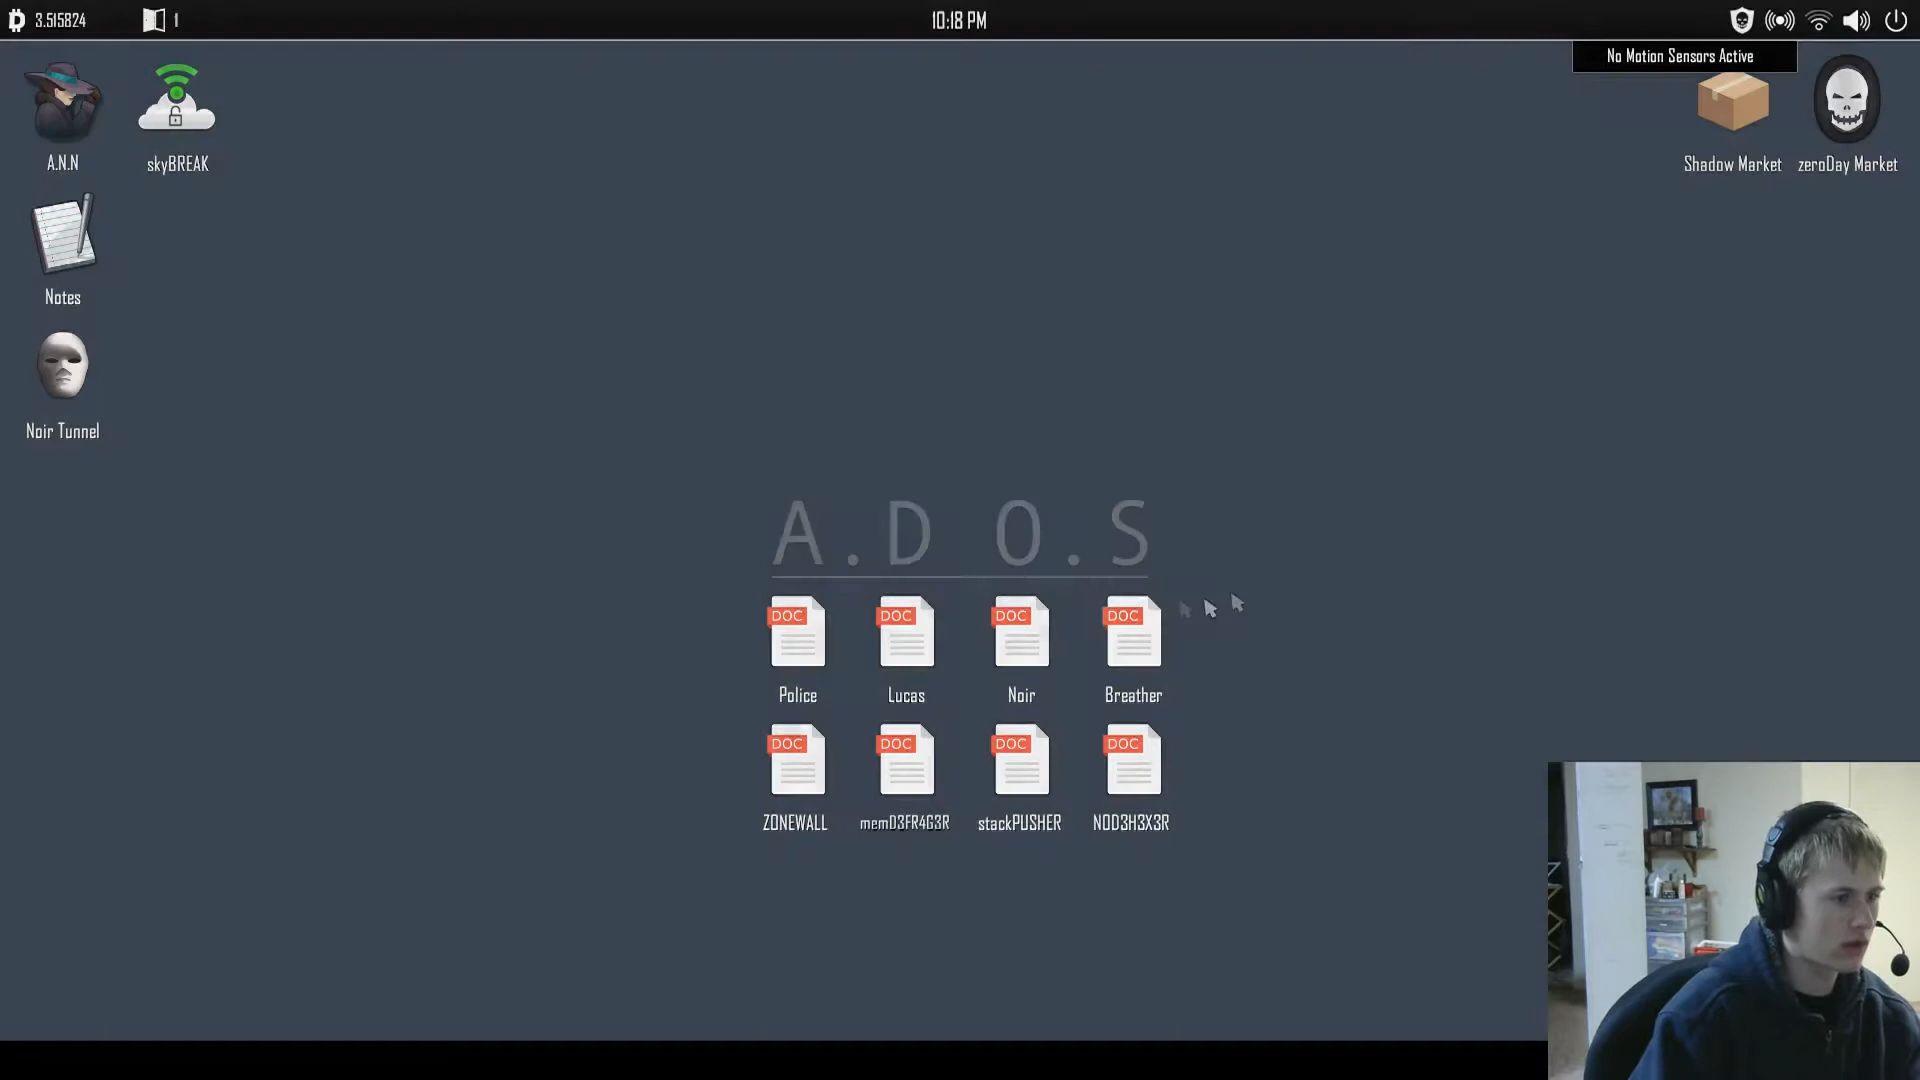 3.515824
1
10:18 PM
No Motion Sensors Active
A.N.N
skyBREAK
Shadow Market
zeroDay Market
Notes
Noir Tunnel
A.D O.S
DOC
DOC
DOC
DOC
Police
Lucas
Noir
Breather
DOC
DOC
DOC
DOC
ZONEWALL
memD3FR4G3R
stackPUSHER
NOD3H3X3R